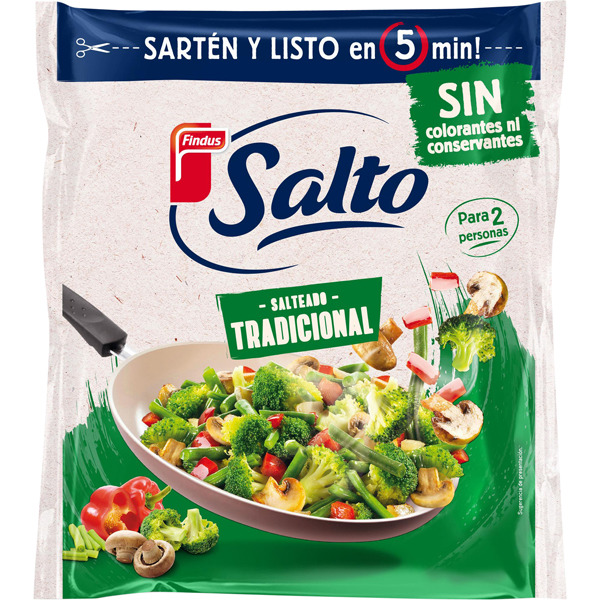 SARTÉN Y LISTO en 5 min!
SIN
colorantes ni
conservantes
Findus
Salto
Para 2
personas
- SALTEADO -
TRADICIONAL
Sugerencia de presentación.